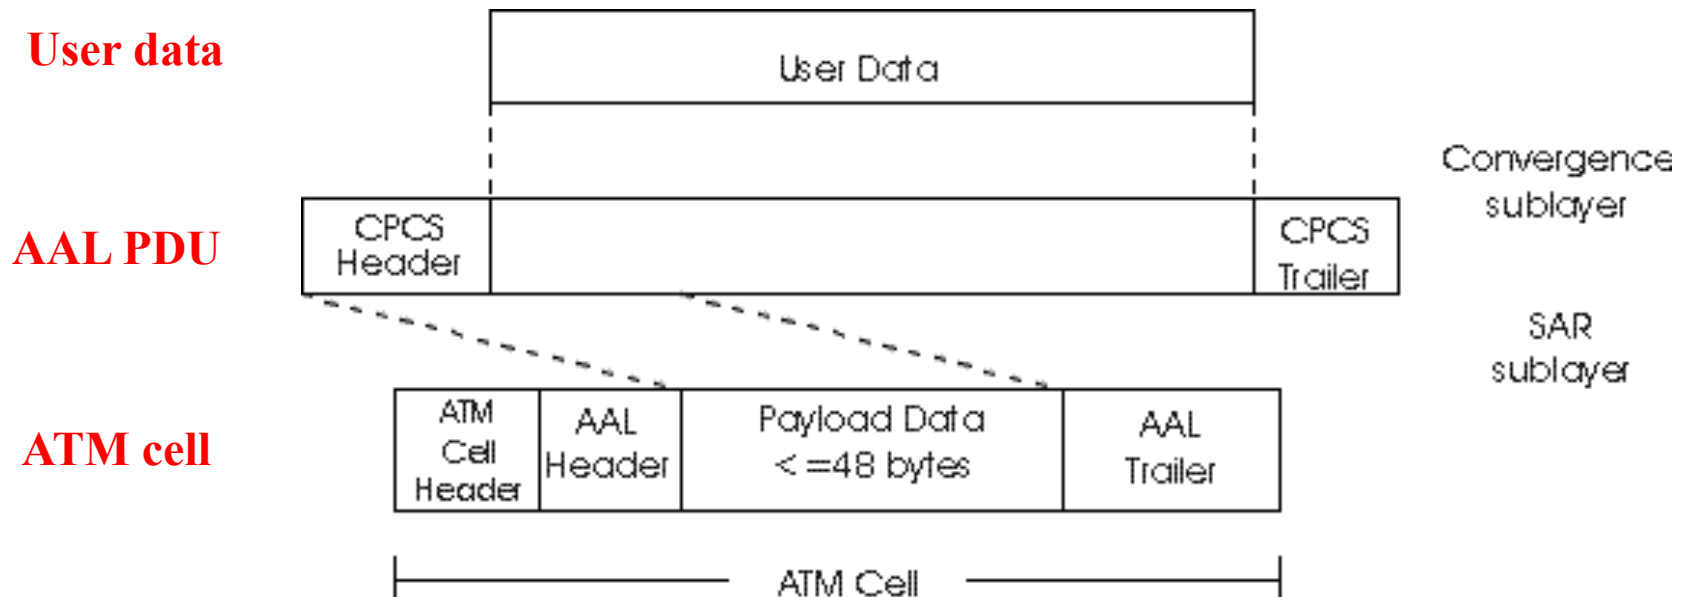 User data
User Data
Convergence
sublayer
AAL PDU
CPCS
Header
CPCS
Trailer
SAR
sublayer
ATM cell
ATM
Cell
Header
AAL
Header
Payload Data
< =48 bytes
AAL
Trailer
ATM Cell